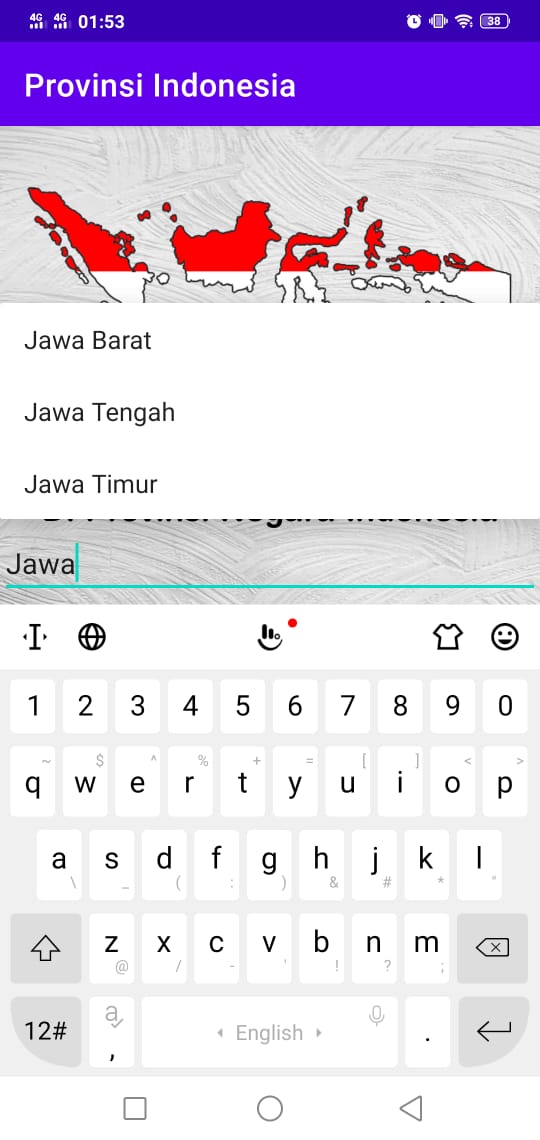 4G 4G 01:53 38
Provinsi Indonesia
Jawa Barat
Jawa Tengah
Jawa Timur
Jawa
1 2 3 4 5 6 7 8 9 0
~ $ ^ % + = [ ] < >
q w e r t y u i o p
a s d f g h j k l
\ _ ( : ) & # * "
z x c v b n m
@ / - ' ! ? ;
12# a , English .